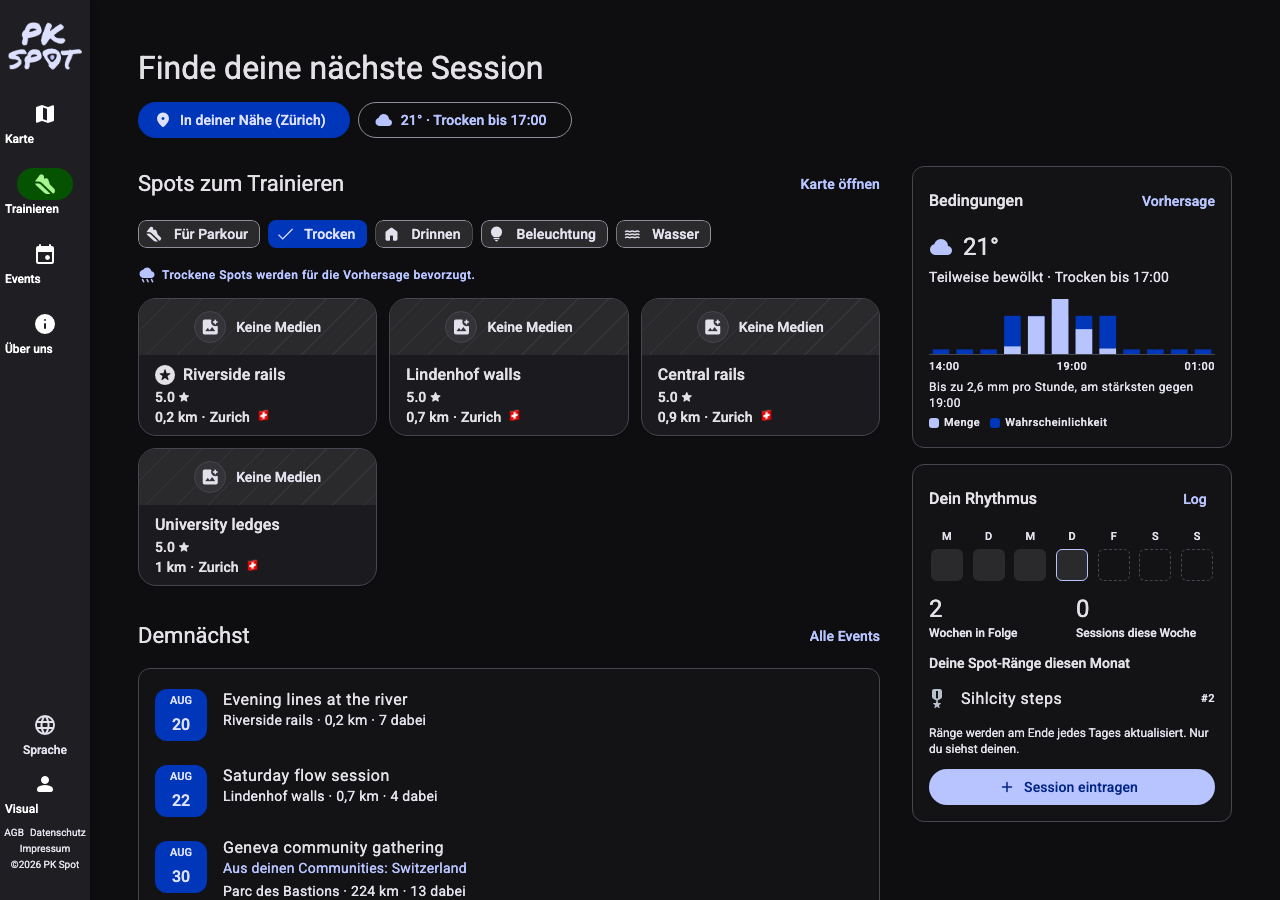 PK
SPOT
Karte
Trainieren
Events
Über uns
Sprache
Visual
AGB Datenschutz
Impressum
©2026 PK Spot
Finde deine nächste Session
In deiner Nähe (Zürich)
21° · Trocken bis 17:00
Spots zum Trainieren
Karte öffnen
Für Parkour
Trocken
Drinnen
Beleuchtung
Wasser
Trockene Spots werden für die Vorhersage bevorzugt.
Keine Medien
Riverside rails
5.0
0,2 km · Zurich
Keine Medien
Lindenhof walls
5.0
0,7 km · Zurich
Keine Medien
Central rails
5.0
0,9 km · Zurich
Keine Medien
University ledges
5.0
1 km · Zurich
Demnächst
Alle Events
AUG
20
Evening lines at the river
Riverside rails · 0,2 km · 7 dabei
AUG
22
Saturday flow session
Lindenhof walls · 0,7 km · 4 dabei
AUG
30
Geneva community gathering
Aus deinen Communities: Switzerland
Parc des Bastions · 224 km · 13 dabei
Bedingungen
Vorhersage
21°
Teilweise bewölkt · Trocken bis 17:00
14:00 19:00 01:00
Bis zu 2,6 mm pro Stunde, am stärksten gegen
19:00
Menge Wahrscheinlichkeit
Dein Rhythmus
Log
M D M D F S S
2
Wochen in Folge
0
Sessions diese Woche
Deine Spot-Ränge diesen Monat
Sihlcity steps
#2
Ränge werden am Ende jedes Tages aktualisiert. Nur
du siehst deinen.
Session eintragen